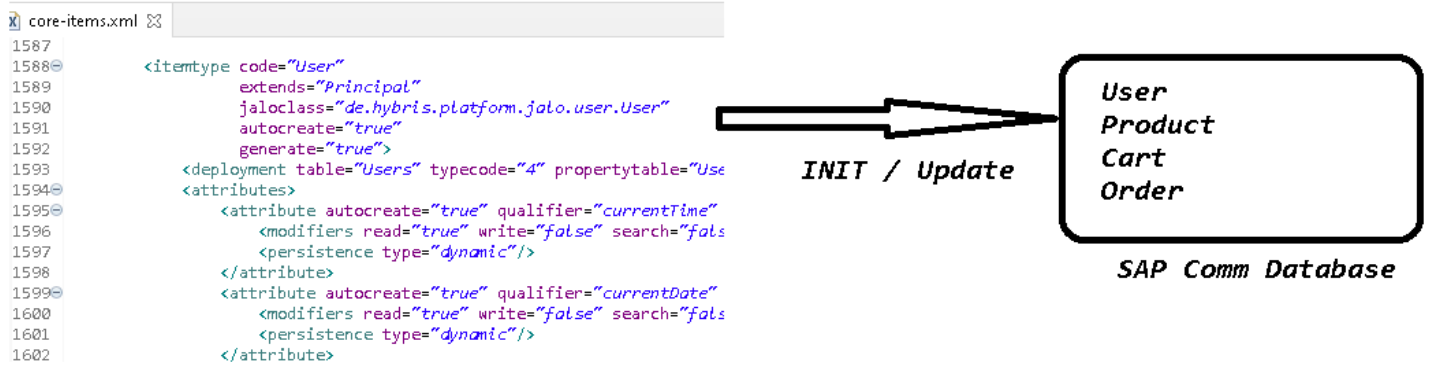 core-items.xml
1587
1588 <itemtype code="User"
1589 extends="Principal"
1590 jaloclass="de.hybris.platform.jalo.user.User"
1591 autocreate="true"
1592 generate="true">
1593 <deployment table="Users" typecode="4" propertytable="Use
1594 <attributes>
1595 <attribute autocreate="true" qualifier="currentTime"
1596 <modifiers read="true" write="false" search="fals
1597 <persistence type="dynamic"/>
1598 </attribute>
1599 <attribute autocreate="true" qualifier="currentDate"
1600 <modifiers read="true" write="false" search="fals
1601 <persistence type="dynamic"/>
1602 </attribute>
INIT / Update
User
Product
Cart
Order
SAP Comm Database